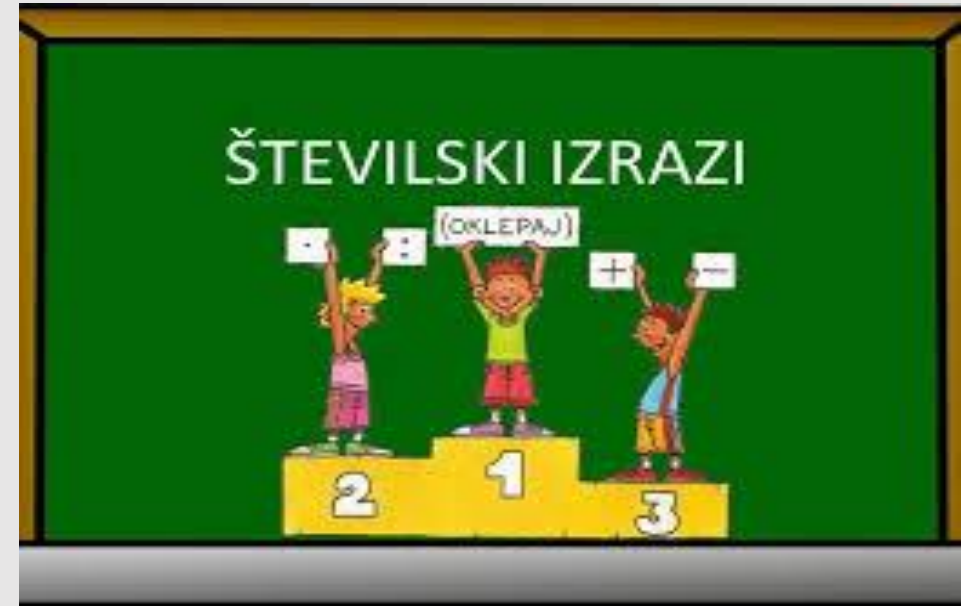 ŠTEVILSKI IZRAZI
(OKLEPAJ)
· :
+ −
2 1 3